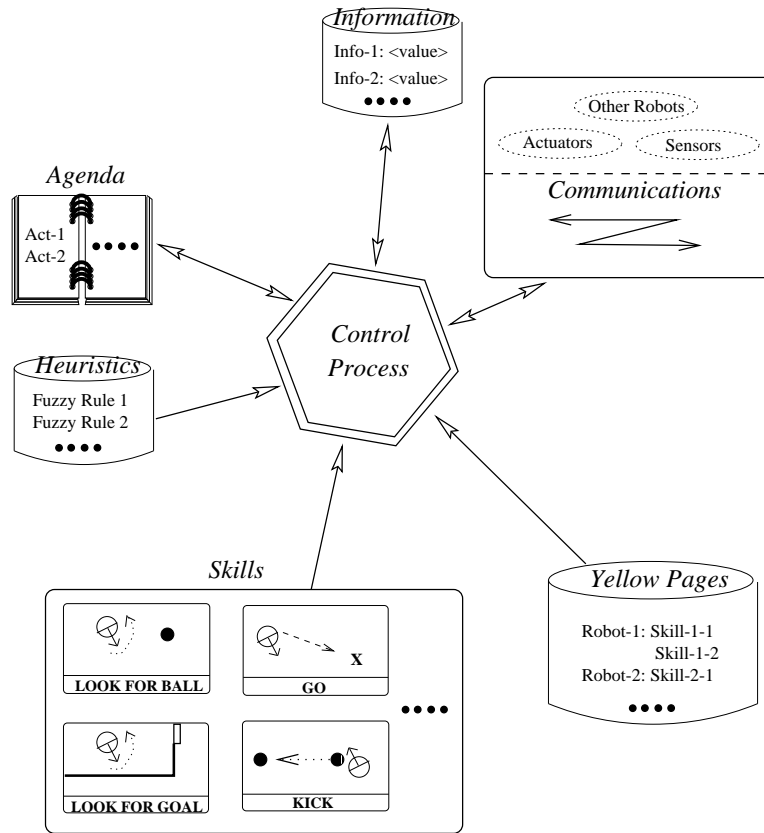 Information
Info-1: <value>
Info-2: <value>
Other Robots
Actuators
Sensors
Communications
Agenda
Act-1
Act-2
Control
Process
Heuristics
Fuzzy Rule 1
Fuzzy Rule 2
Skills
LOOK FOR BALL
X
GO
LOOK FOR GOAL
KICK
Yellow Pages
Robot-1: Skill-1-1
Skill-1-2
Robot-2: Skill-2-1